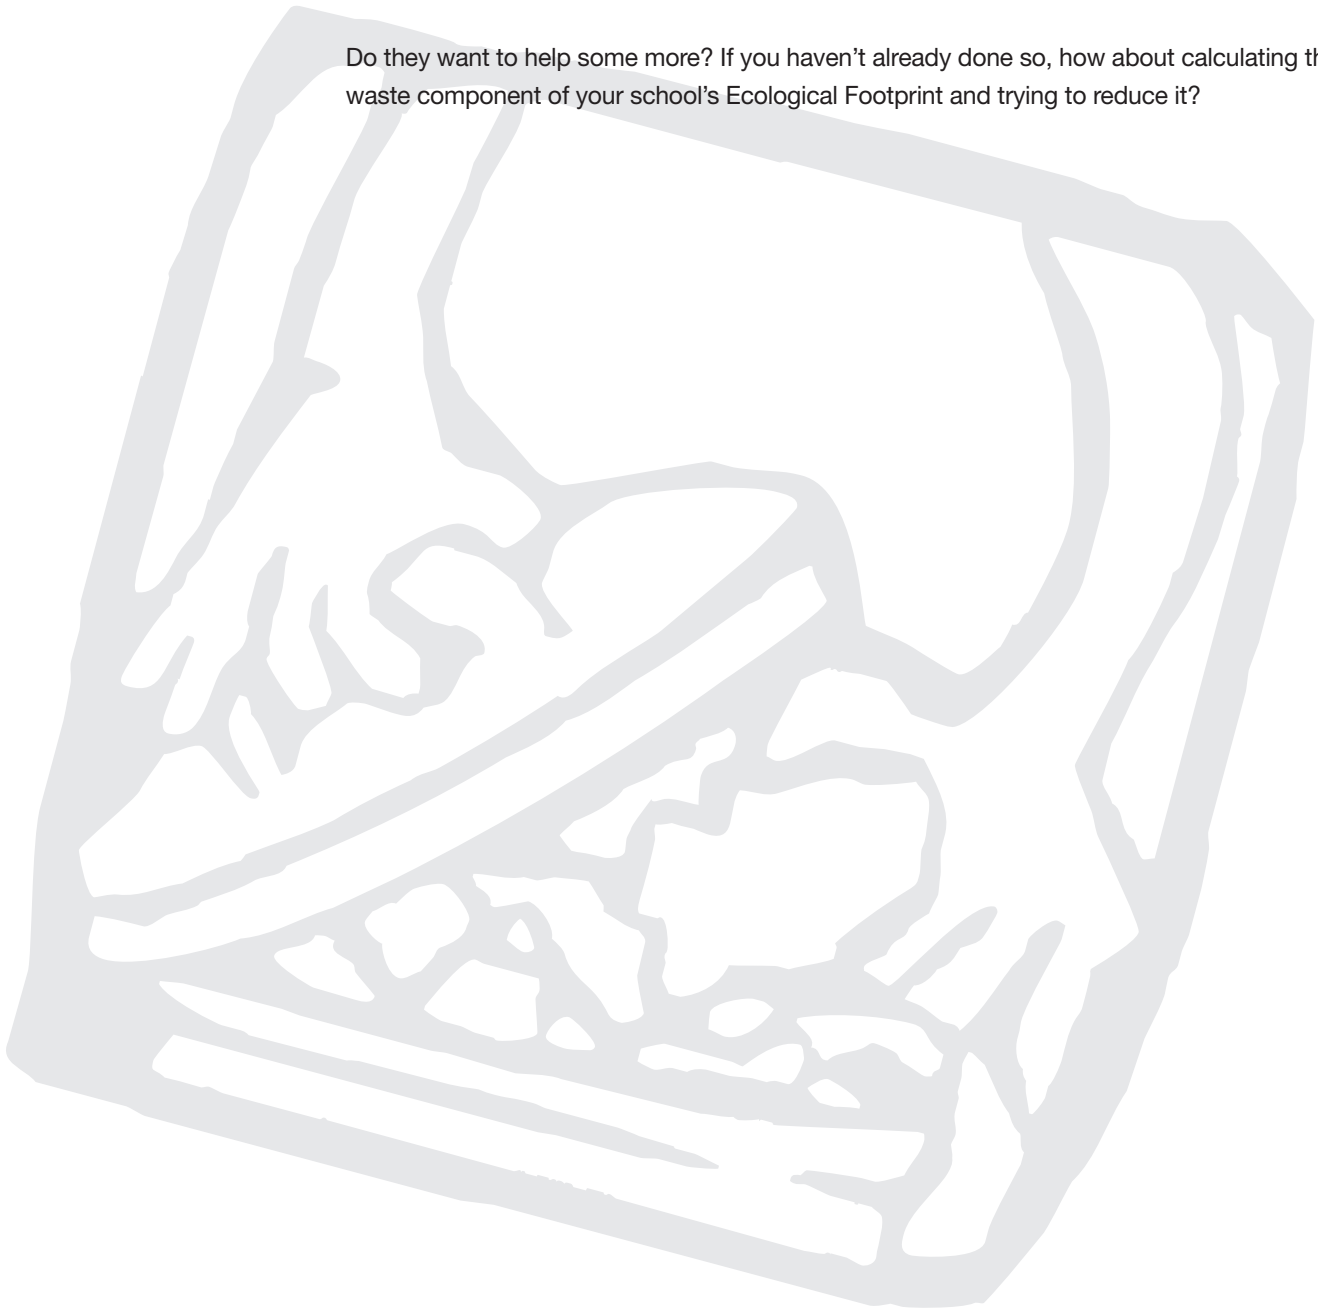 Do they want to help some more? If you haven’t already done so, how about calculating
waste component of your school’s Ecological Footprint and trying to reduce it?